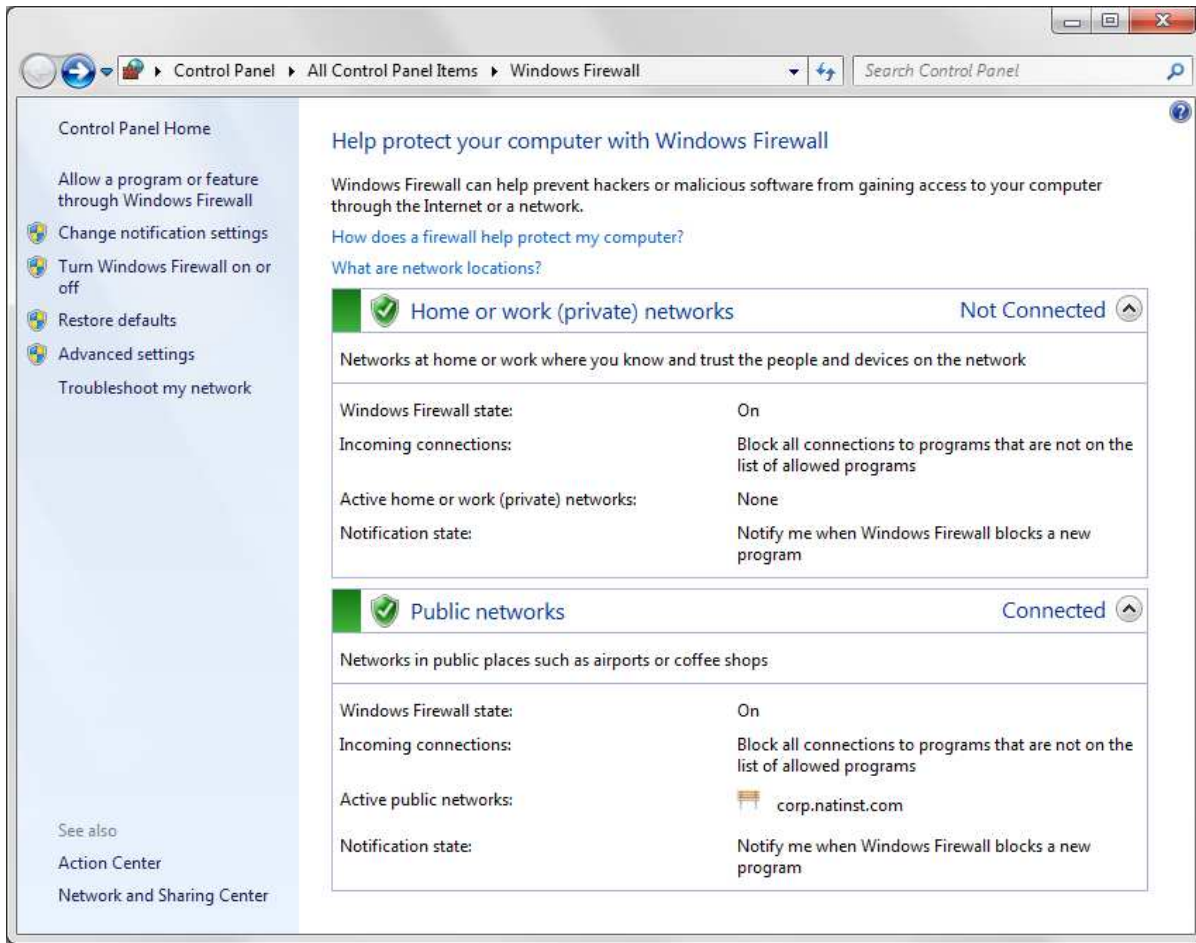 Control Panel ▸ All Control Panel Items ▸ Windows Firewall
Search Control Panel
Control Panel Home
Allow a program or feature
through Windows Firewall
Change notification settings
Turn Windows Firewall on or
off
Restore defaults
Advanced settings
Troubleshoot my network
See also
Action Center
Network and Sharing Center
Help protect your computer with Windows Firewall
Windows Firewall can help prevent hackers or malicious software from gaining access to your computer
through the Internet or a network.
How does a firewall help protect my computer?
What are network locations?
Home or work (private) networks Not Connected
Networks at home or work where you know and trust the people and devices on the network
Windows Firewall state: On
Incoming connections: Block all connections to programs that are not on the
list of allowed programs
Active home or work (private) networks: None
Notification state: Notify me when Windows Firewall blocks a new
program
Public networks Connected
Networks in public places such as airports or coffee shops
Windows Firewall state: On
Incoming connections: Block all connections to programs that are not on the
list of allowed programs
Active public networks: corp.natinst.com
Notification state: Notify me when Windows Firewall blocks a new
program